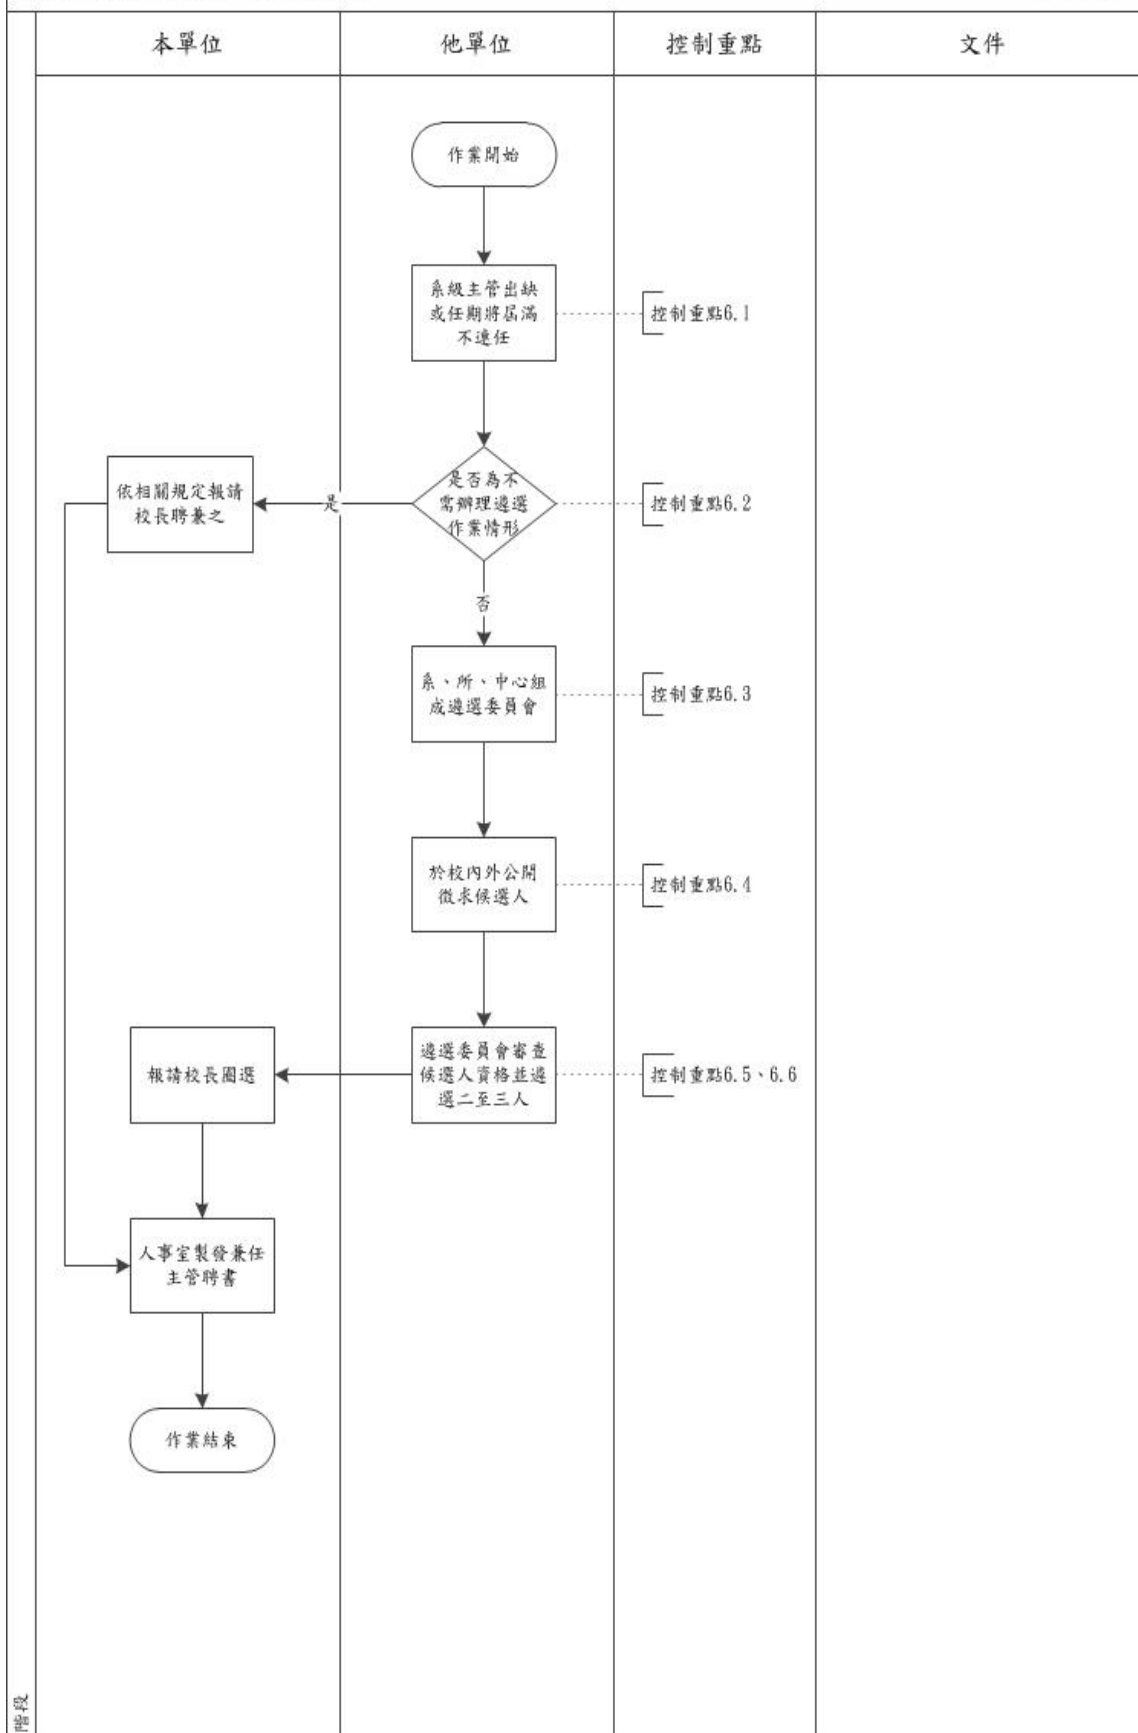 本單位
他單位
控制重點
文件
作業開始
系級主管出缺
或任期將屆滿
不連任
控制重點6.1
是否為不
需辦理遴選
作業情形
控制重點6.2
是
依相關規定報請
校長聘兼之
否
系、所、中心組
成遴選委員會
控制重點6.3
於校內外公開
徵求候選人
控制重點6.4
遴選委員會審查
候選人資格並遴
選二至三人
控制重點6.5、6.6
報請校長圈選
人事室製發兼任
主管聘書
作業結束
階段